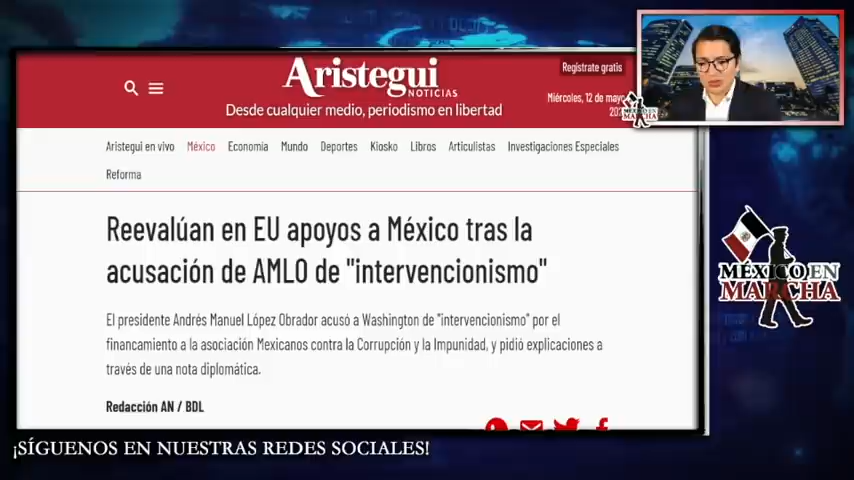 Aristegui
NOTICIAS
Desde cualquier medio, periodismo en libertad
Regístrate gratis
Miércoles, 12 de mayo
MÉXICO EN
MARCHA
Aristegui en vivo México Economía Mundo Deportes Kiosko Libros Articulistas Investigaciones Especiales
Reforma
Reevalúan en EU apoyos a México tras la
acusación de AMLO de "intervencionismo"
El presidente Andrés Manuel López Obrador acusó a Washington de "intervencionismo" por el
financamiento a la asociación Mexicanos contra la Corrupción y la Impunidad, y pidió explicaciones a
través de una nota diplomática.
Redacción AN / BDL
MÉXICO EN
MARCHA
¡SÍGUENOS EN NUESTRAS REDES SOCIALES!